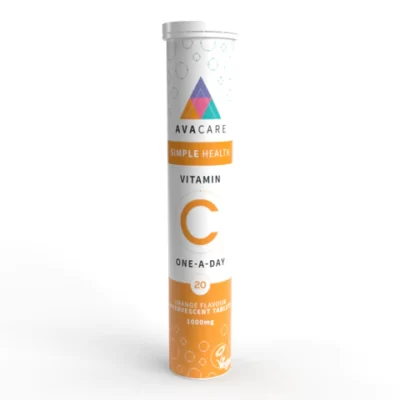 AVACARE
SIMPLE HEALTH
VITAMIN
C
ONE-A-DAY
20
ORANGE FLAVOUR
EFFERVESCENT TABLETS
1000mg